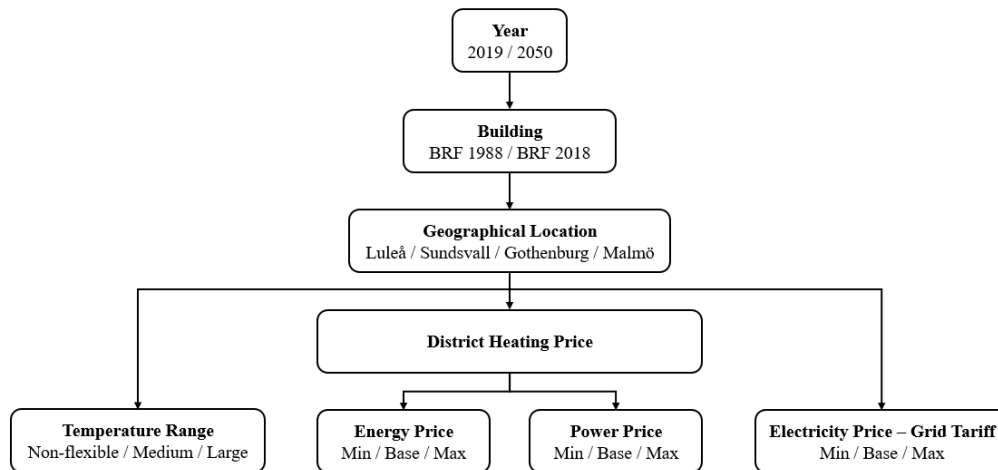 Year
2019 / 2050
Building
BRF 1988 / BRF 2018
Geographical Location
Luleå / Sundsvall / Gothenburg / Malmö
District Heating Price
Temperature Range
Non-flexible / Medium / Large
Energy Price
Min / Base / Max
Power Price
Min / Base / Max
Electricity Price – Grid Tariff
Min / Base / Max